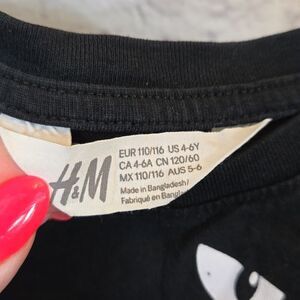 H&M
EUR 110/116 US 4-6Y
CA 4-6A CN 120/60
MX 110/116 AUS 5-6
Made in Bangladesh/
Fabriqué en